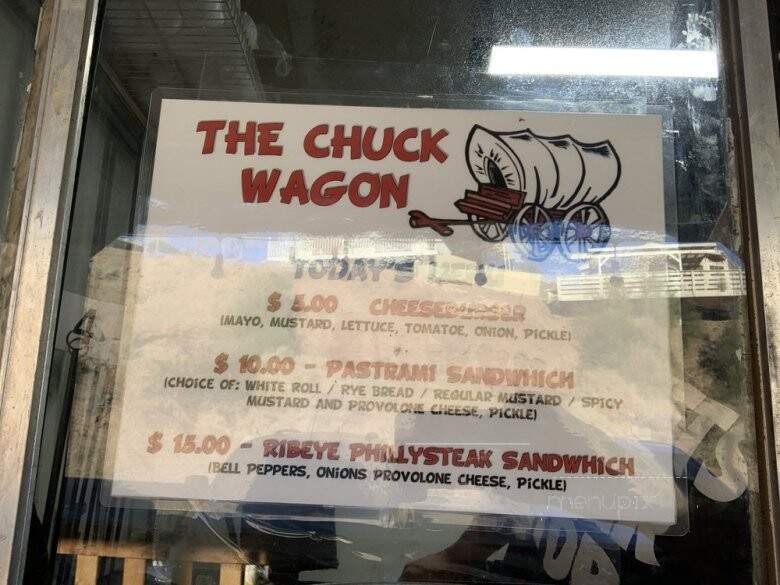 THE CHUCK
WAGON
TODAY'S
$ 5.00 CHEESEBURGER
(MAYO, MUSTARD, LETTUCE, TOMATOE, ONION, PICKLE)
$ 10.00 - PASTRAMI SANDWHICH
(CHOICE OF: WHITE ROLL / RYE BREAD / REGULAR MUSTARD / SPICY
MUSTARD AND PROVOLONE CHEESE, PICKLE)
$ 15.00 - RIBEYE PHILLYSTEAK SANDWHICH
(BELL PEPPERS, ONIONS PROVOLONE CHEESE, PICKLE)
menupix